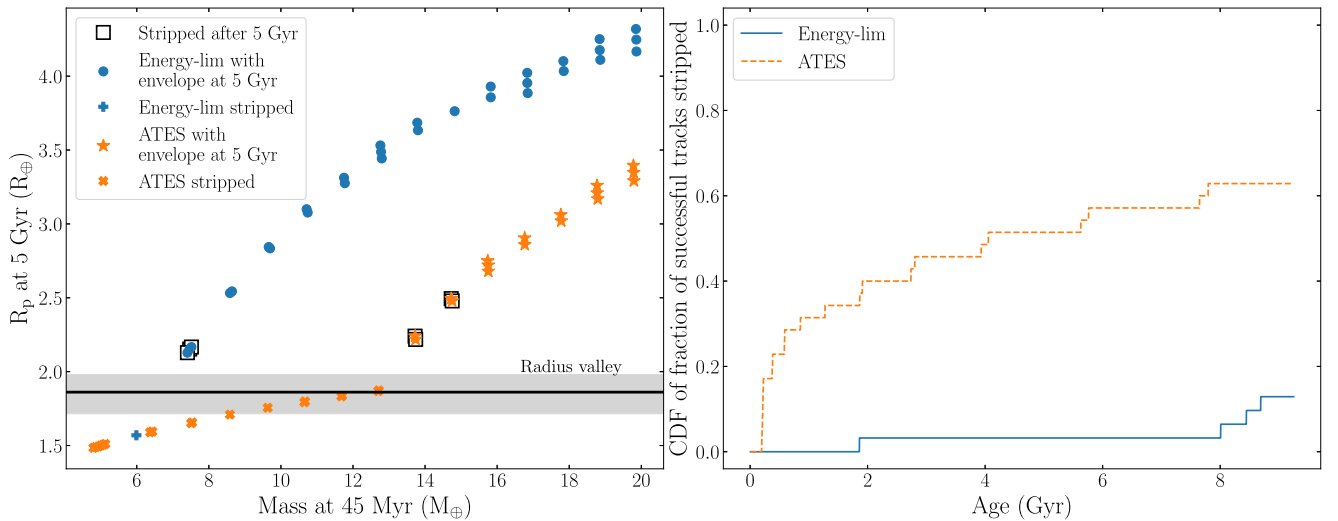 Stripped after 5 Gyr
Energy-lim with
envelope at 5 Gyr
Energy-lim stripped
ATES with
envelope at 5 Gyr
ATES stripped
Radius valley
R_p at 5 Gyr (R_⊕)
4.0
3.5
3.0
2.5
2.0
1.5
6 8 10 12 14 16 18 20
Mass at 45 Myr (M_⊕)
Energy-lim
ATES
CDF of fraction of successful tracks stripped
1.0
0.8
0.6
0.4
0.2
0.0
0 2 4 6 8
Age (Gyr)